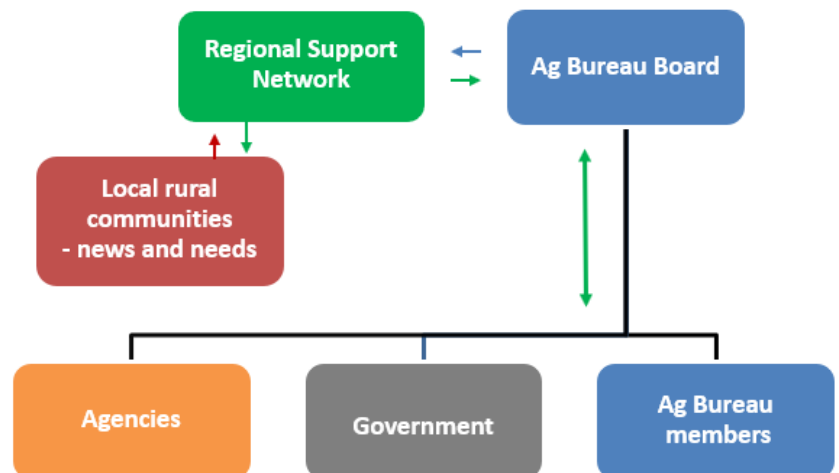 Regional Support
Network
Ag Bureau Board
Local rural
communities
- news and needs
Agencies
Government
Ag Bureau
members